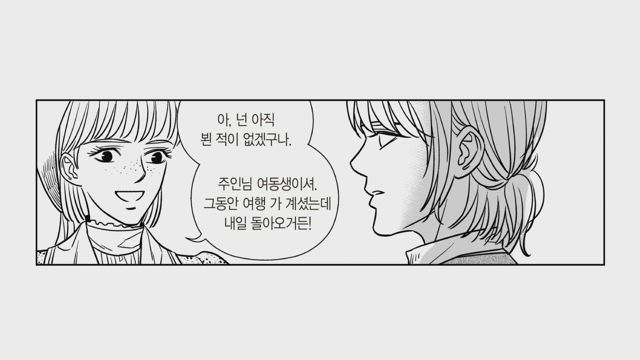 아, 넌 아직
뵌 적이 없겠구나.
주인님 여동생이셔.
그동안 여행 가 계셨는데
내일 돌아오거든!